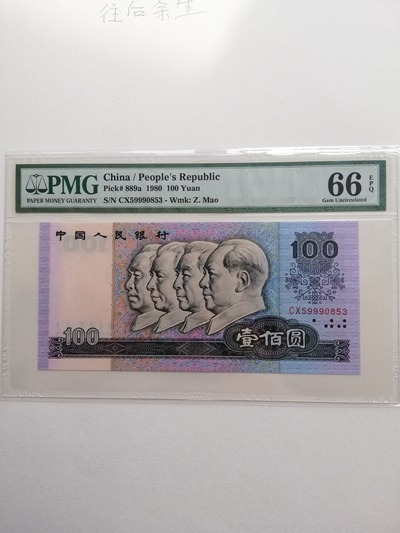 往后余生
PMG
PAPER MONEY GUARANTY
China / People's Republic
Pick# 889a 1980 100 Yuan
S/N CX59990853 - Wmk: Z. Mao
66 EPQ
Gem Uncirculated
中国人民银行
100
CX59990853
100
壹佰圆